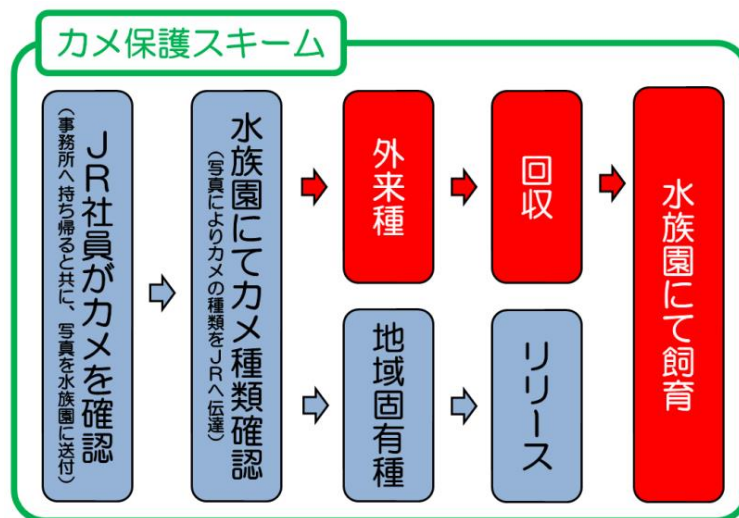 カメ保護スキーム
JR社員がカメを確認
(事務所へ持ち帰ると共に、写真を水族園に送付)
水族園にてカメ種類確認
(写真によりカメの種類をJRへ伝達)
外来種
回収
水族園にて飼育
地域固有種
リリース